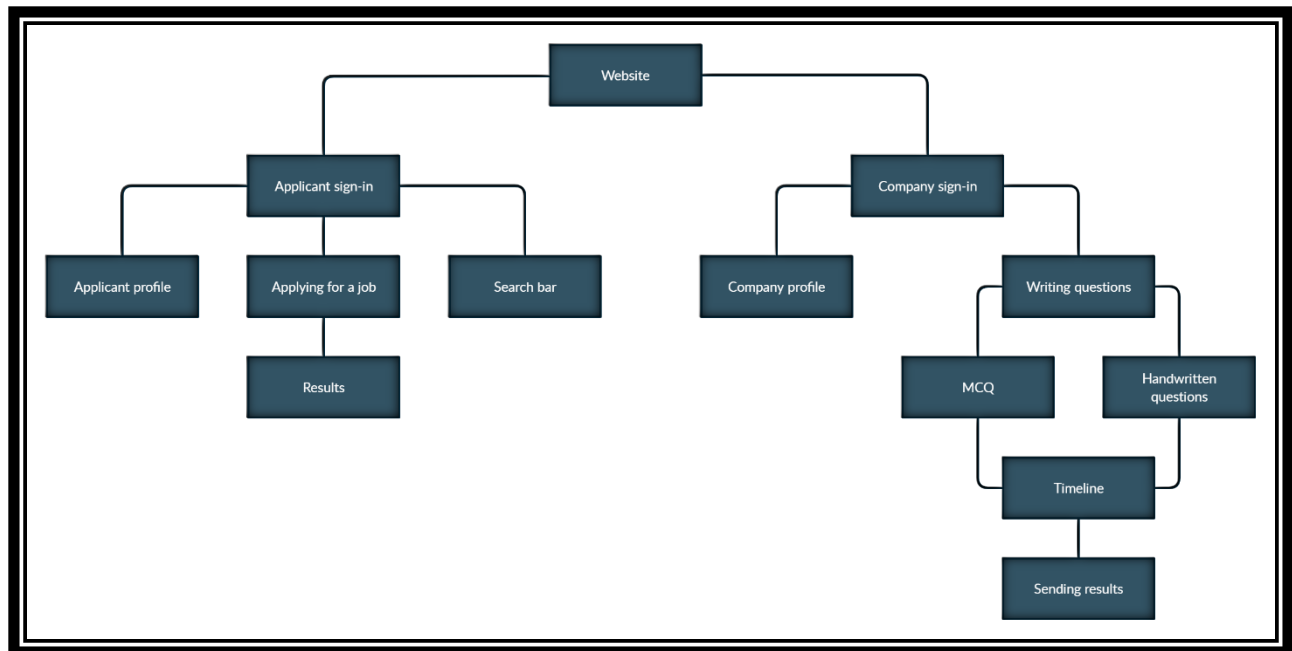 Website
Applicant sign-in
Company sign-in
Applicant profile
Applying for a job
Search bar
Company profile
Writing questions
Results
MCQ
Handwritten
questions
Timeline
Sending results